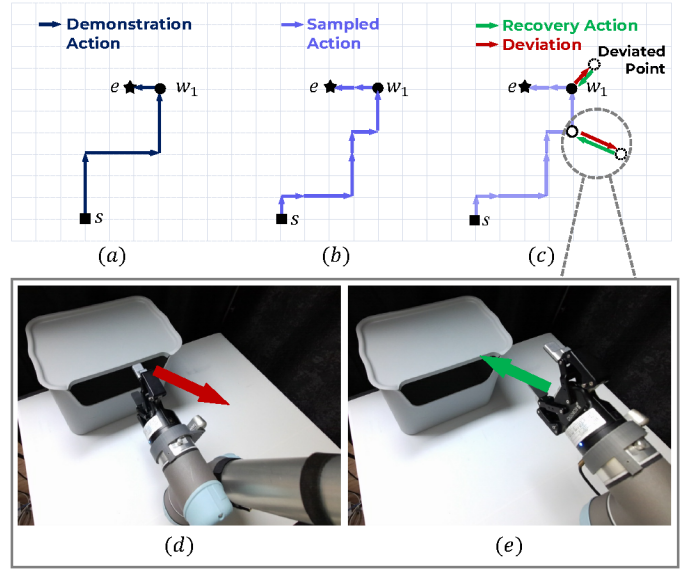 Demonstration
Action
Sampled
Action
Recovery Action
Deviation
Deviated
Point
e
w₁
s
(a)
e
w₁
s
(b)
e
w₁
s
(c)
(d)
(e)